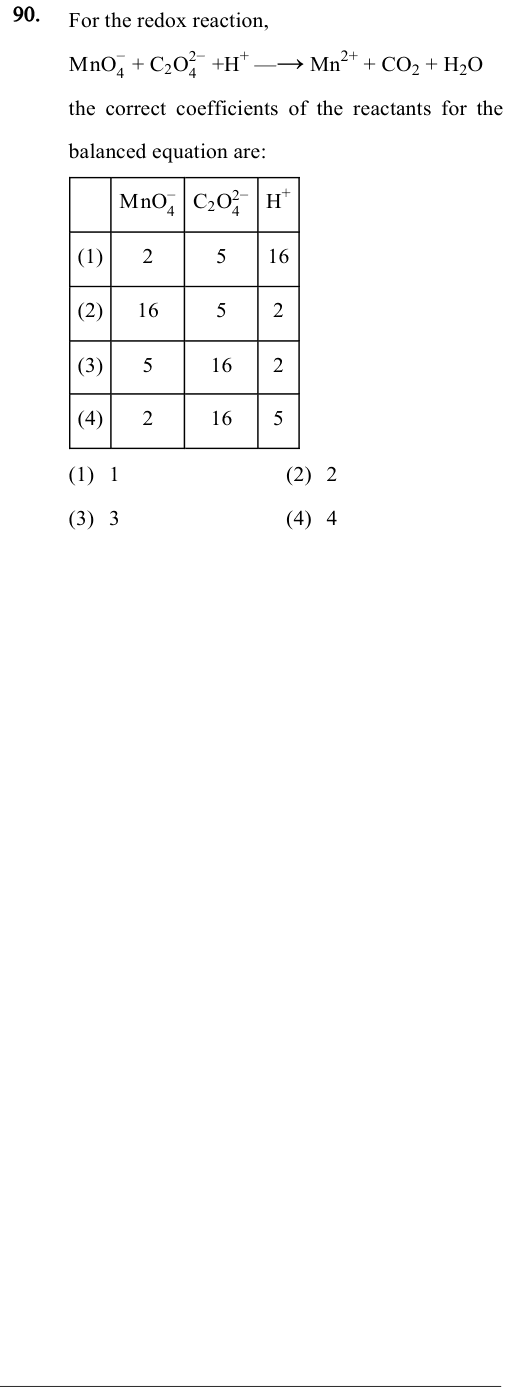 90. For the redox reaction,
MnO₄⁻ + C₂O₄²⁻ +H⁺ ⟶ Mn²⁺ + CO₂ + H₂O
the correct coefficients of the reactants for the
balanced equation are:
MnO₄⁻ C₂O₄²⁻ H⁺
(1) 2 5 16
(2) 16 5 2
(3) 5 16 2
(4) 2 16 5
(1) 1 (2) 2
(3) 3 (4) 4